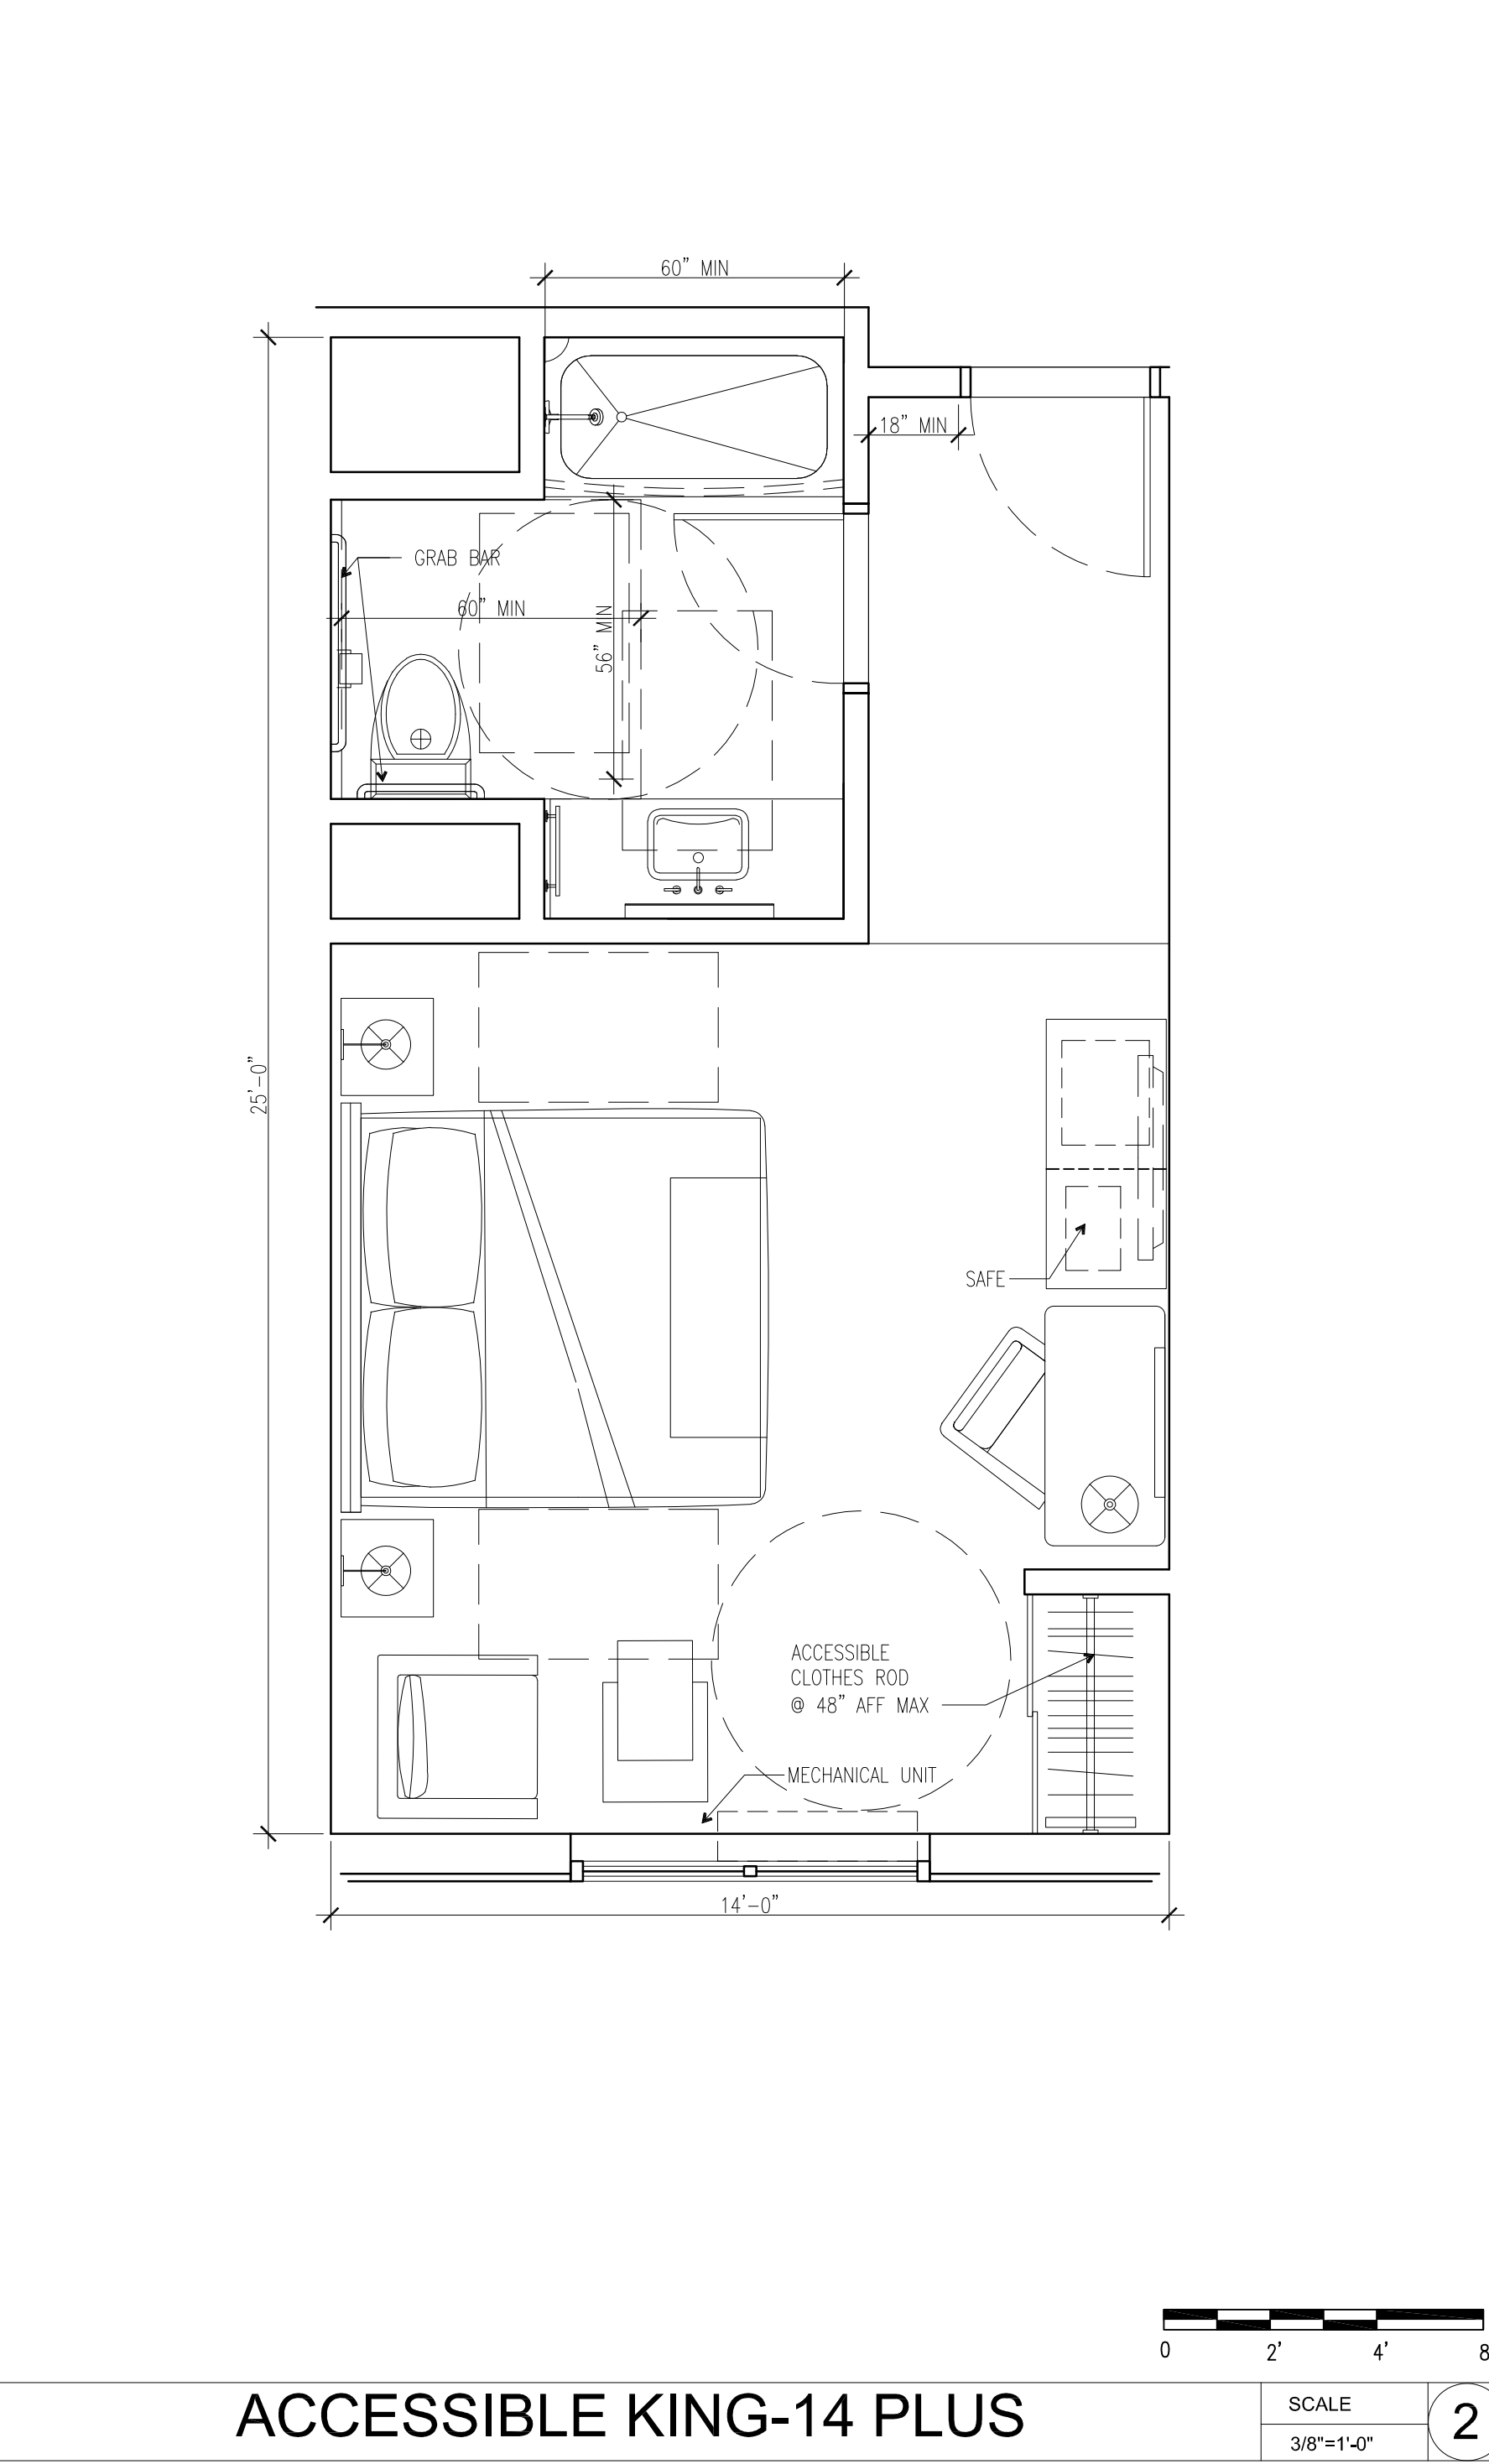 60” MIN
18” MIN
GRAB BAR
60” MIN
56” MIN
25'-0”
SAFE
ACCESSIBLE
CLOTHES ROD
@ 48” AFF MAX
MECHANICAL UNIT
14'-0”
0 2' 4' 8
ACCESSIBLE KING-14 PLUS
SCALE
3/8"=1'-0"
2